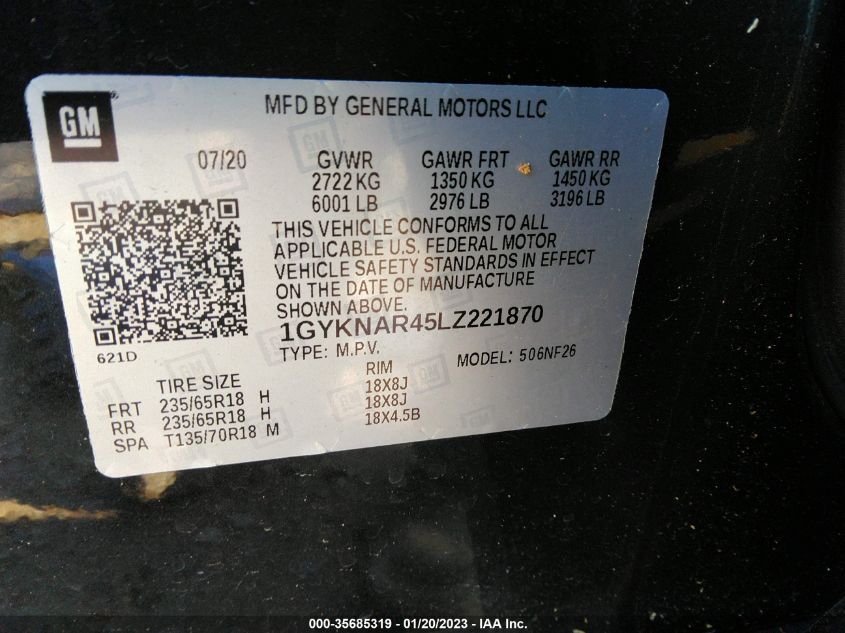 GM
MFD BY GENERAL MOTORS LLC
07/20 GVWR GAWR FRT GAWR RR
2722 KG 1350 KG 1450 KG
6001 LB 2976 LB 3196 LB
THIS VEHICLE CONFORMS TO ALL
APPLICABLE U.S. FEDERAL MOTOR
VEHICLE SAFETY STANDARDS IN EFFECT
ON THE DATE OF MANUFACTURE
SHOWN ABOVE.
1GYKNAR45LZ221870
621D
TYPE: M.P.V. MODEL: 506NF26
TIRE SIZE RIM
FRT 235/65R18 H 18X8J
RR 235/65R18 H 18X8J
SPA T135/70R18 M 18X4.5B
000-35685319 / 01/20/2023 - IAA Inc.